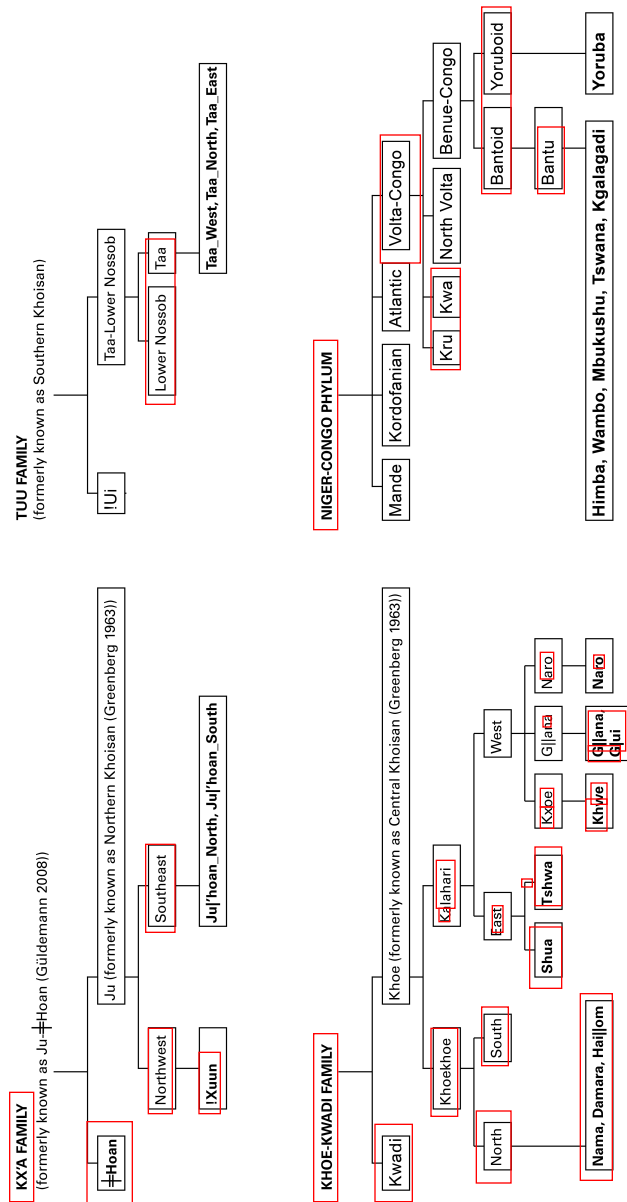 KX'A FAMILY
(formerly known as Ju-ǂHoan (Güldemann 2008))
ǂHoan
Ju (formerly known as Northern Khoisan (Greenberg 1963))
Northwest
Southeast
!Xuun
Ju|'hoan_North, Ju|'hoan_South
TUU FAMILY
(formerly known as Southern Khoisan)
!Ui
Taa-Lower Nossob
Lower Nossob
Taa
Taa_West, Taa_North, Taa_East
KHOE-KWADI FAMILY
Kwadi
Khoe (formerly known as Central Khoisan (Greenberg 1963))
Khoekhoe
Kalahari
North
South
East
West
Shua
Tshwa
Kxoe
G||ana
Naro
Nama, Damara, Hai||om
Khwe
G||ana,
G|ui
Naro
NIGER-CONGO PHYLUM
Mande
Kordofanian
Atlantic
Volta-Congo
Kru
Kwa
North Volta
Benue-Congo
Bantoid
Yoruboid
Bantu
Himba, Wambo, Mbukushu, Tswana, Kgalagadi
Yoruba